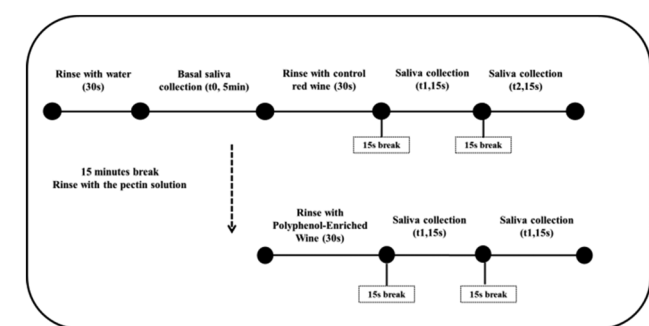 Rinse with water
(30s)
Basal saliva
collection (t0, 5min)
Rinse with control
red wine (30s)
Saliva collection
(t1,15s)
Saliva collection
(t2,15s)
15s break
15s break
15 minutes break
Rinse with the pectin solution
Rinse with
Polyphenol-Enriched
Wine (30s)
Saliva collection
(t1,15s)
Saliva collection
(t1,15s)
15s break
15s break